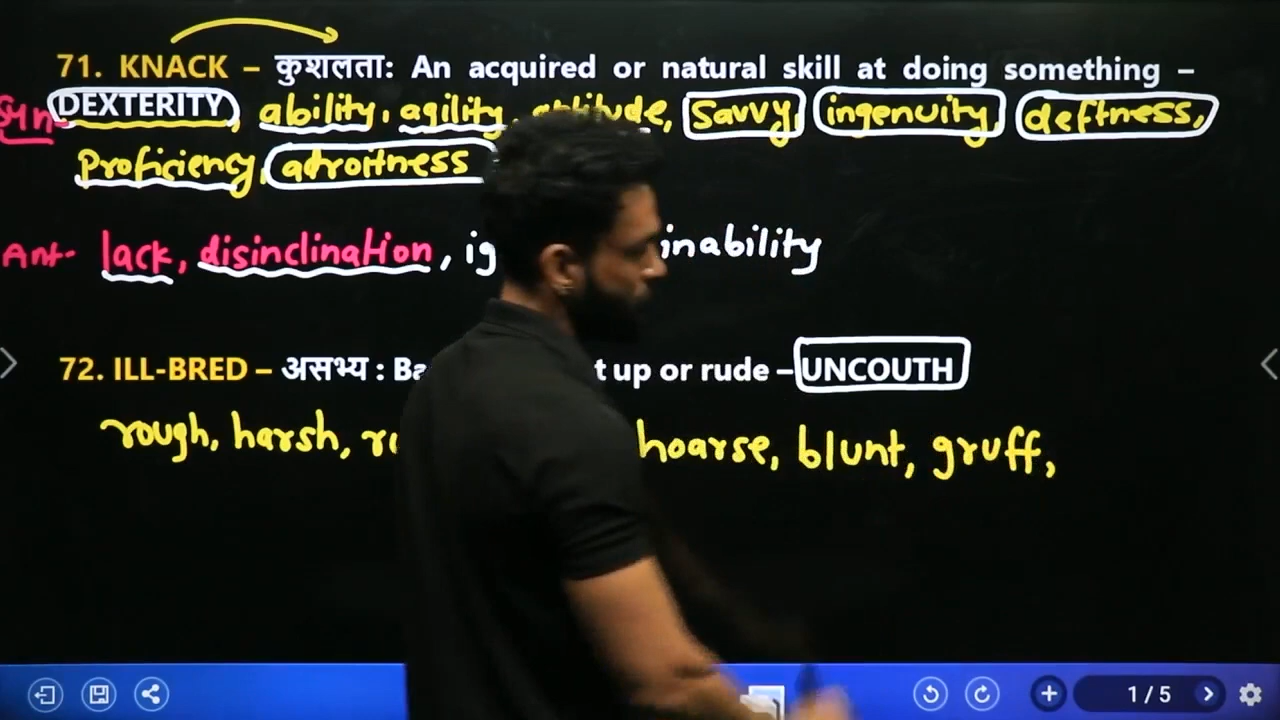 71. KNACK – कुशलता: An acquired or natural skill at doing something –
Syn- DEXTERITY, ability, agility, aptitude, savvy, ingenuity, deftness,
Proficiency, adroitness
Ant- lack, disinclination, inability
72. ILL-BRED – असभ्य : up or rude – UNCOUTH
rough, harsh, hoarse, blunt, gruff,
1 / 5